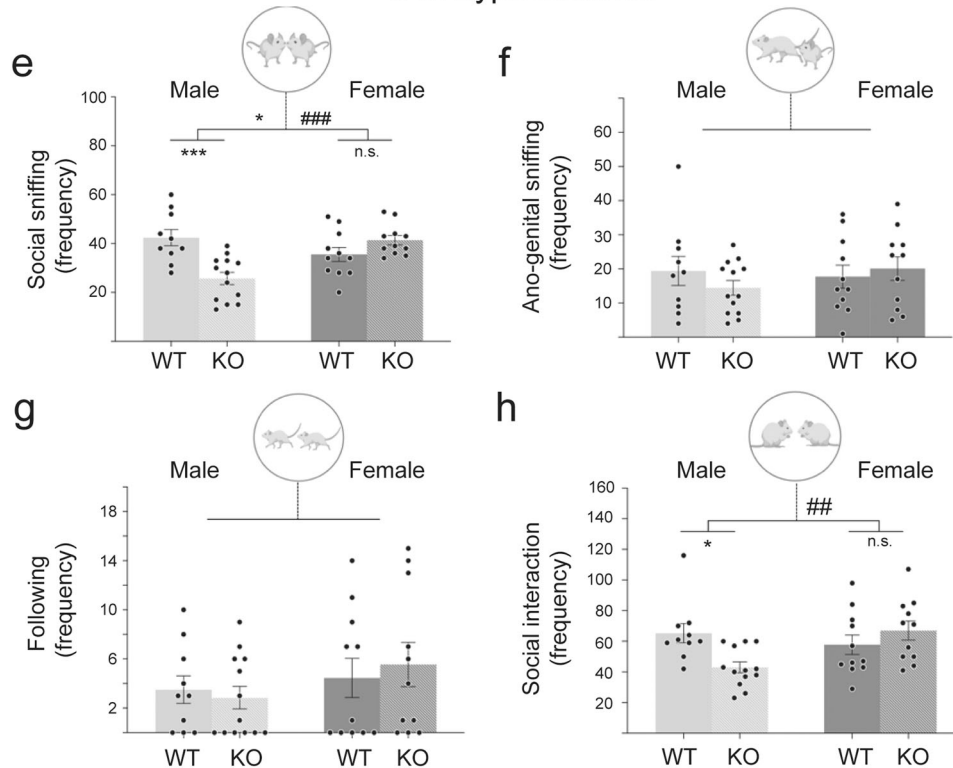 e
Male
Female
* ###
***
n.s.
Social sniffing
(frequency)
100
80
60
40
20
WT KO WT KO
f
Male
Female
Ano-genital sniffing
(frequency)
60
50
40
30
20
10
WT KO WT KO
g
Male
Female
Following
(frequency)
18
14
10
6
2
WT KO WT KO
h
Male
Female
##
*
n.s.
Social interaction
(frequency)
160
140
120
100
80
60
40
20
WT KO WT KO